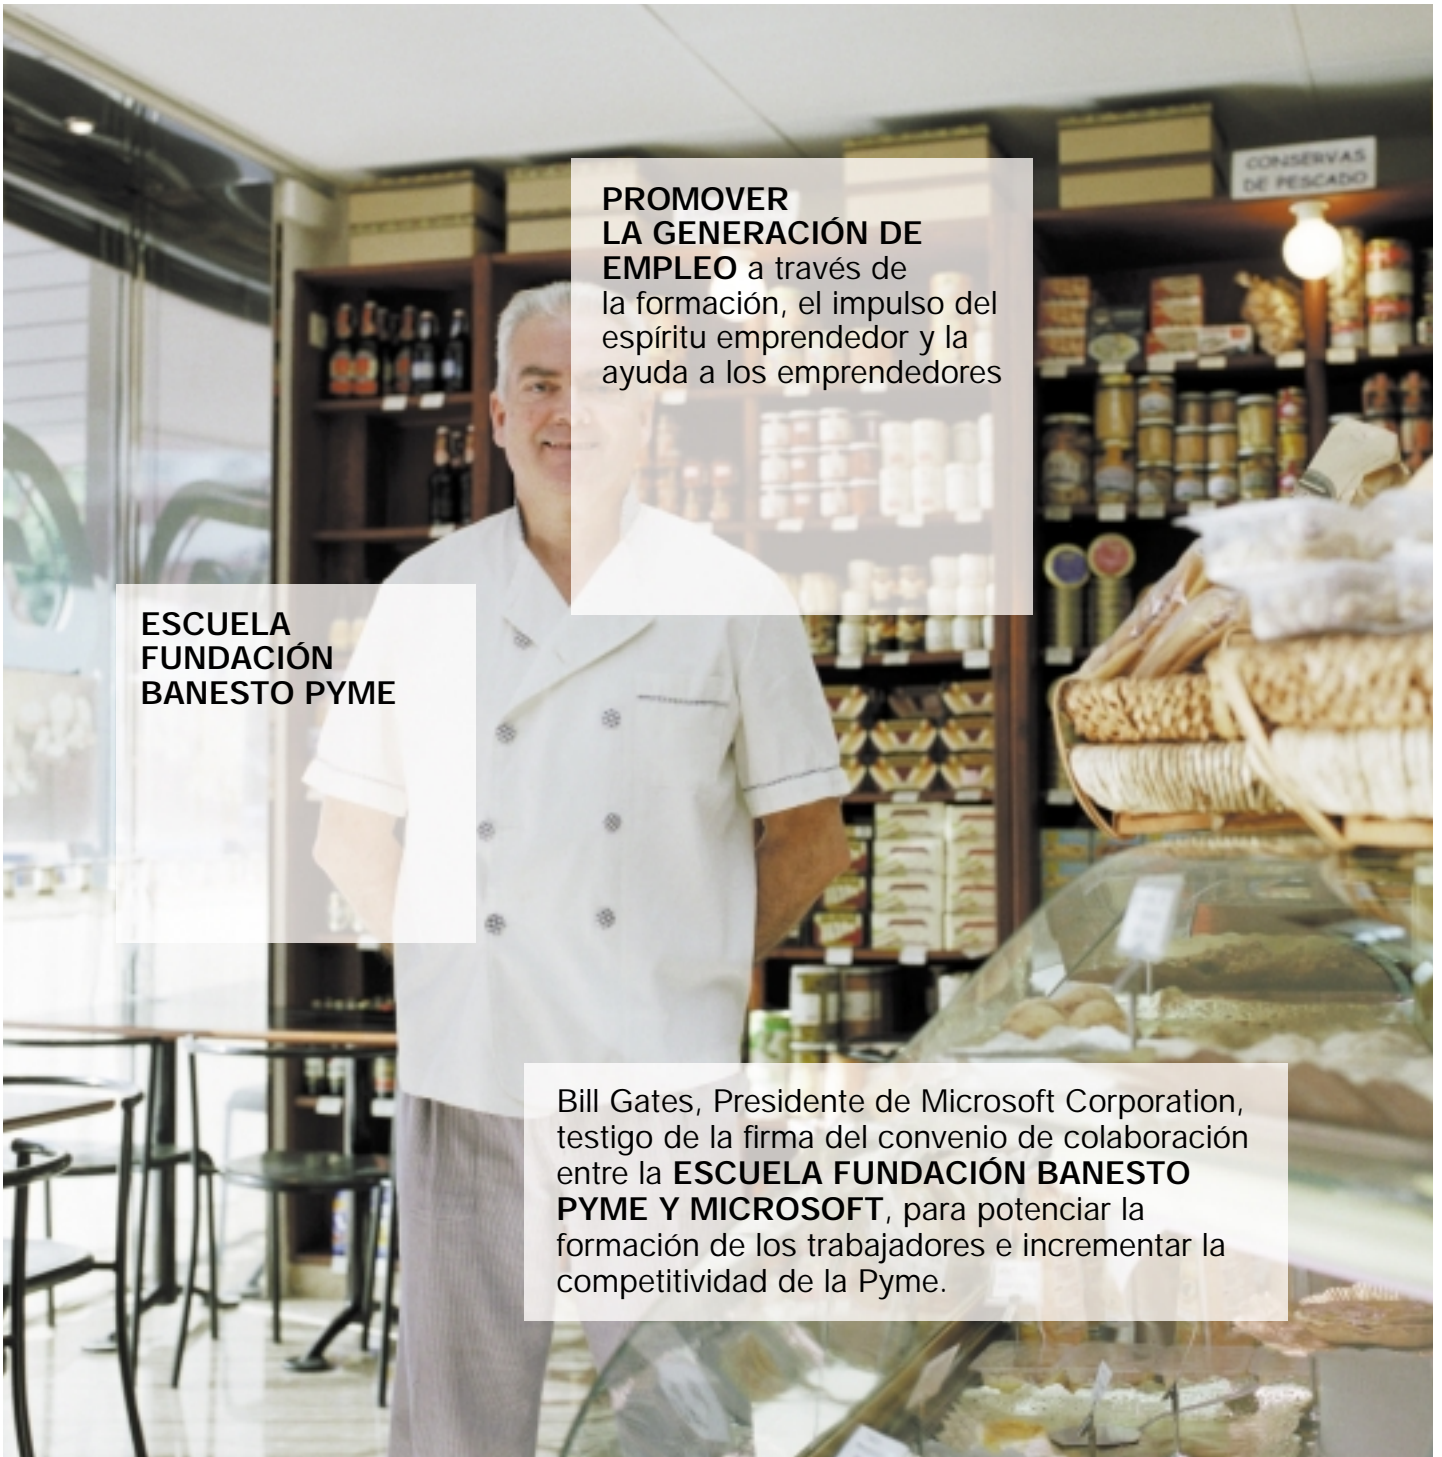 CONSERVAS
DE PESCADO
PROMOVER
LA GENERACIÓN DE
EMPLEO a través de
la formación, el impulso del
espíritu emprendedor y la
ayuda a los emprendedores
ESCUELA
FUNDACIÓN
BANESTO PYME
Bill Gates, Presidente de Microsoft Corporation,
testigo de la firma del convenio de colaboración
entre la ESCUELA FUNDACIÓN BANESTO
PYME Y MICROSOFT, para potenciar la
formación de los trabajadores e incrementar la
competitividad de la Pyme.